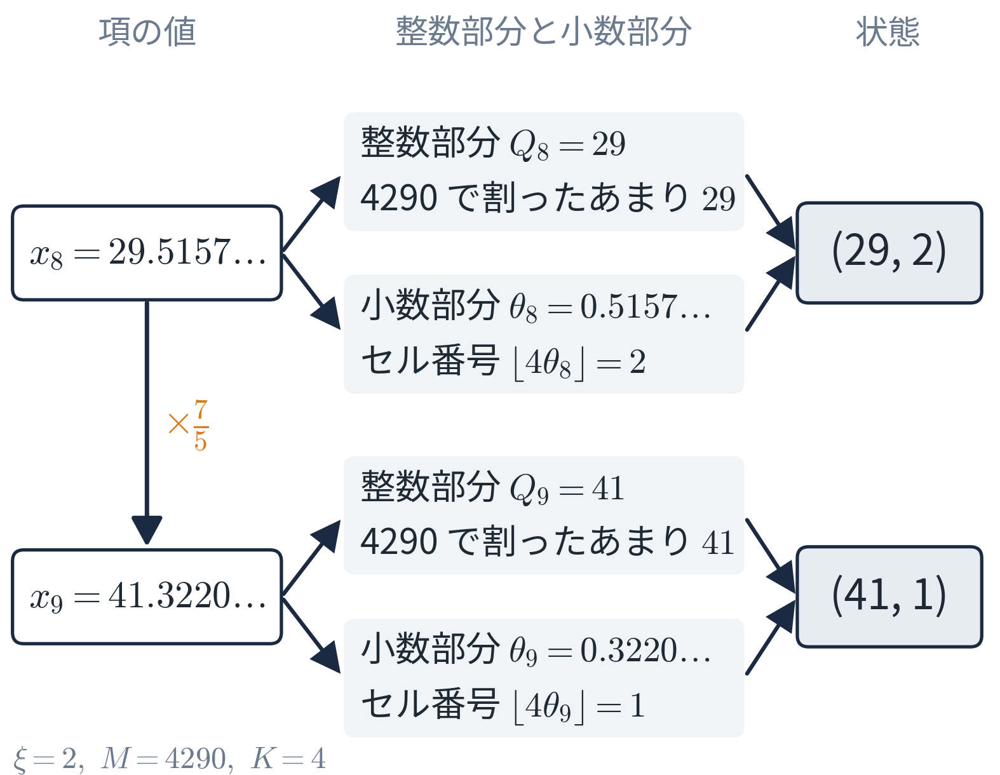 項の値
整数部分と小数部分
状態
整数部分 Q₈ = 29
4290 で割ったあまり 29
x₈ = 29.5157…
(29, 2)
小数部分 θ₈ = 0.5157…
セル番号 ⌊4θ₈⌋ = 2
×7/5
整数部分 Q₉ = 41
4290 で割ったあまり 41
x₉ = 41.3220…
(41, 1)
小数部分 θ₉ = 0.3220…
セル番号 ⌊4θ₉⌋ = 1
ξ = 2, M = 4290, K = 4